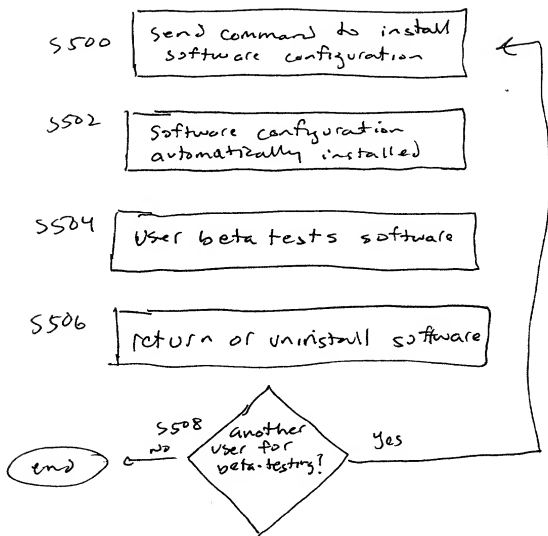 S500
send command to install
software configuration
S502
software configuration
automatically installed
S504
user beta tests software
S506
return or uninstall software
S508
another
user for
beta-testing?
Yes
NO
end